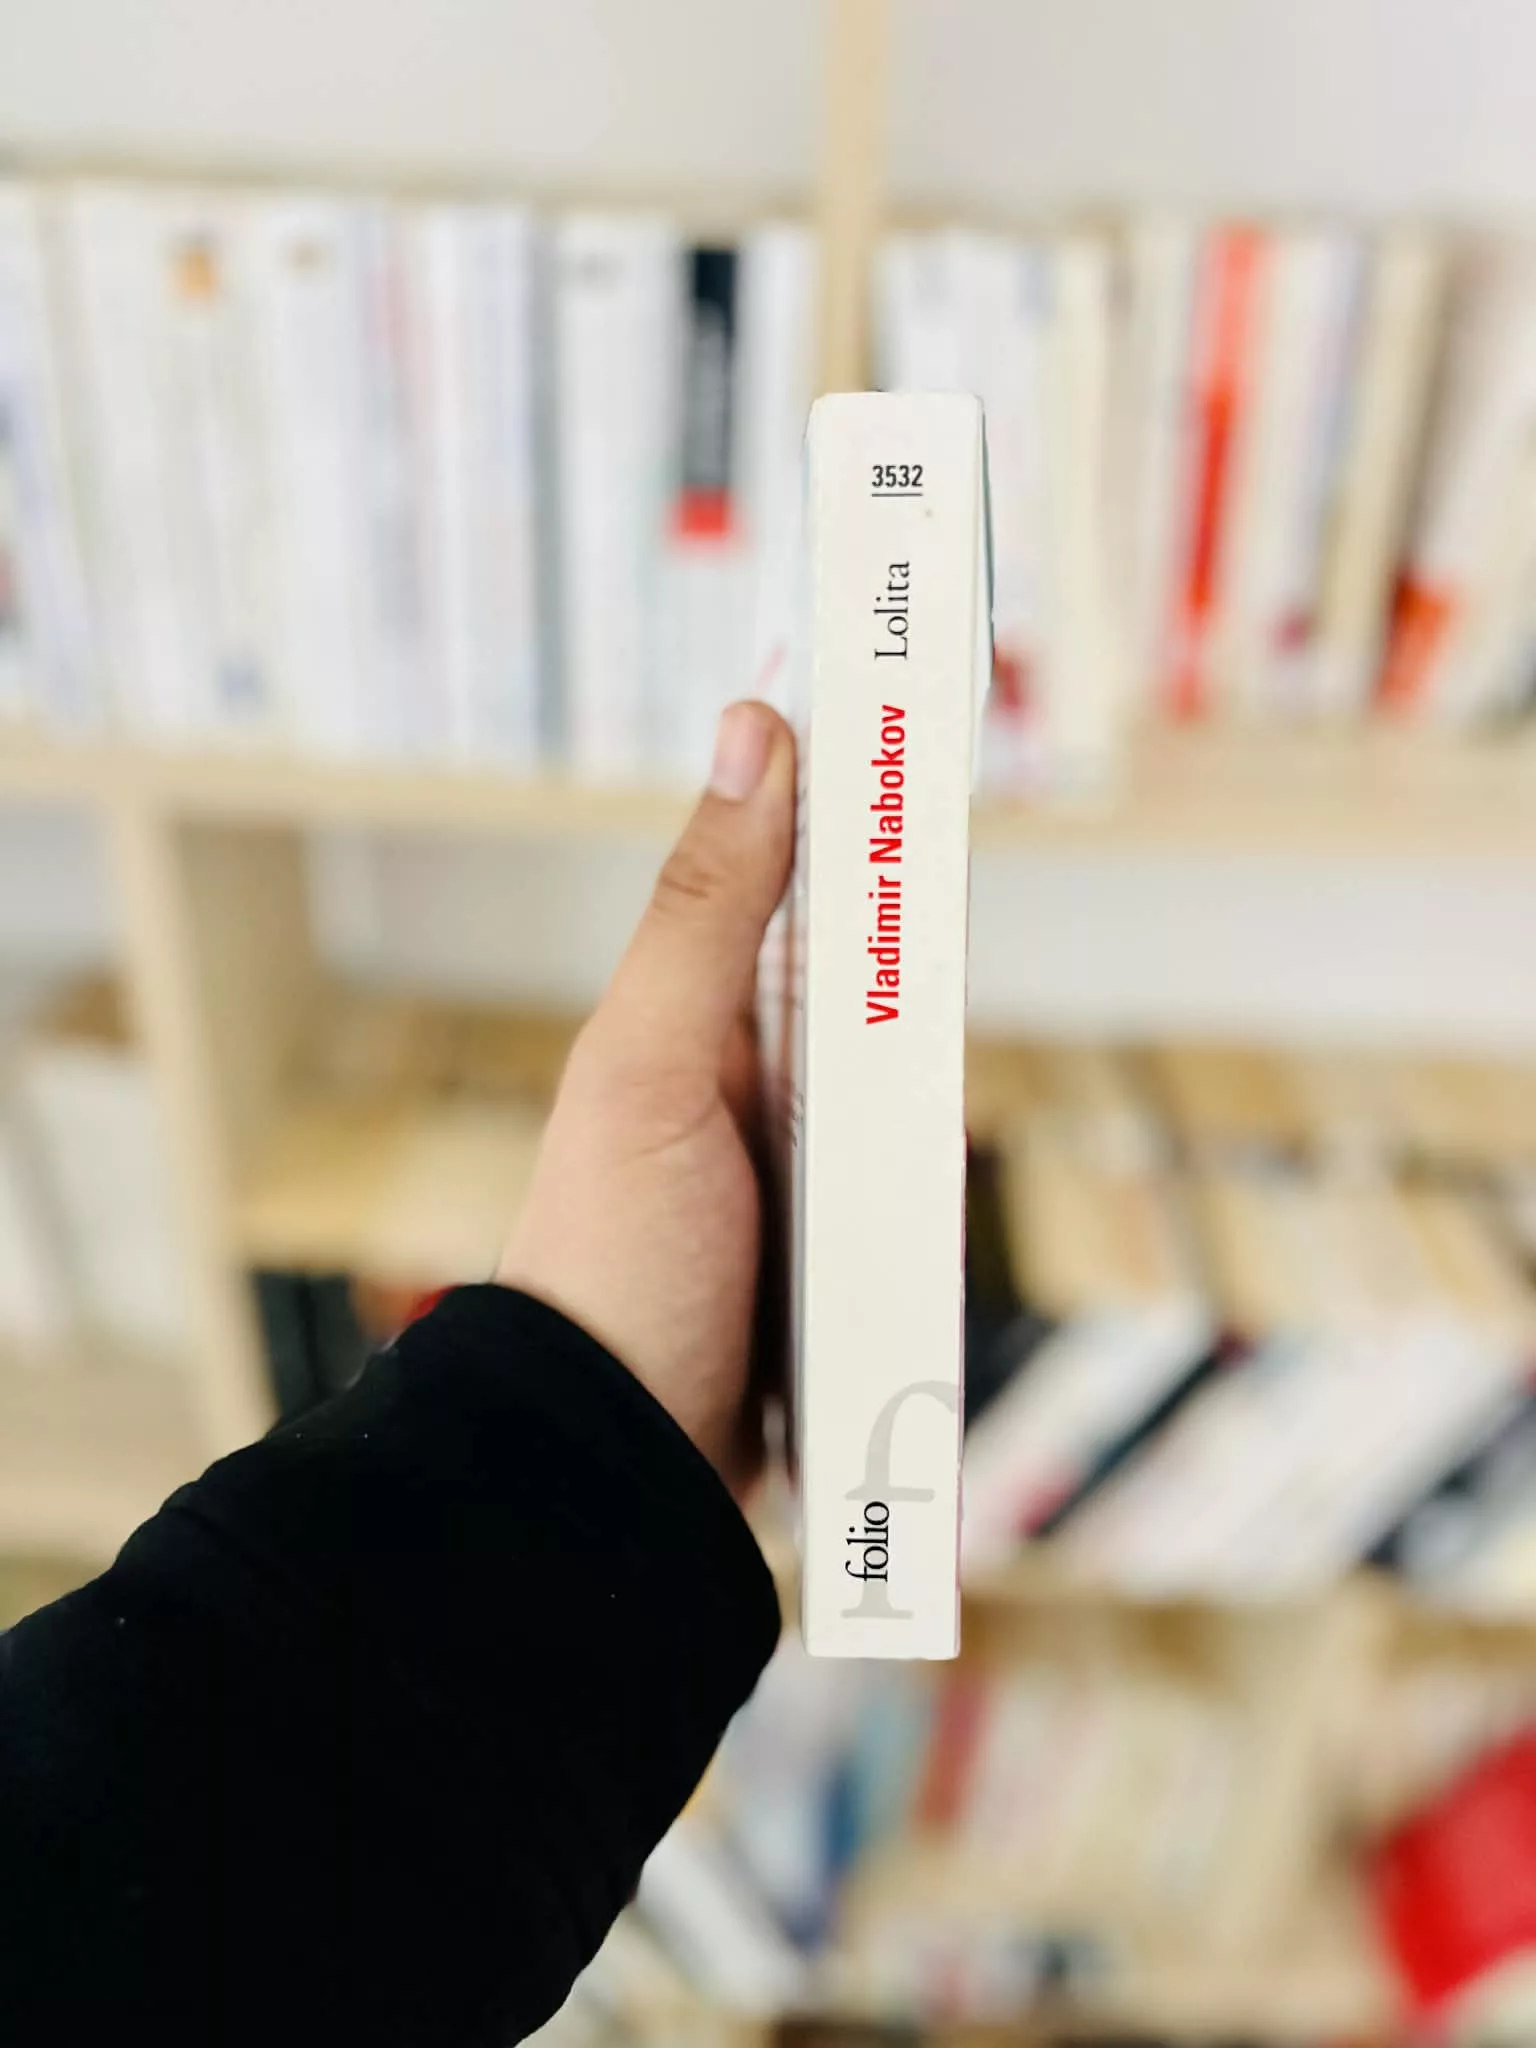 3532
Lolita
Vladimir Nabokov
folio
f